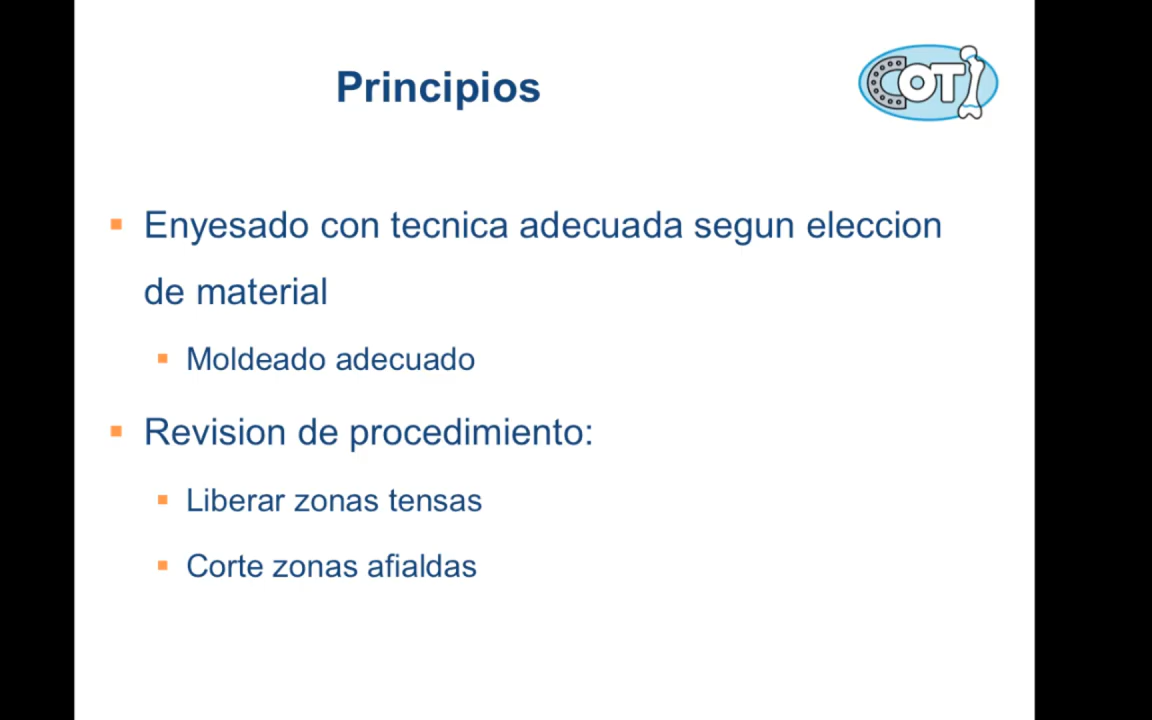 Principios
COT
Enyesado con tecnica adecuada segun eleccion
de material
Moldeado adecuado
Revision de procedimiento:
Liberar zonas tensas
Corte zonas afialdas